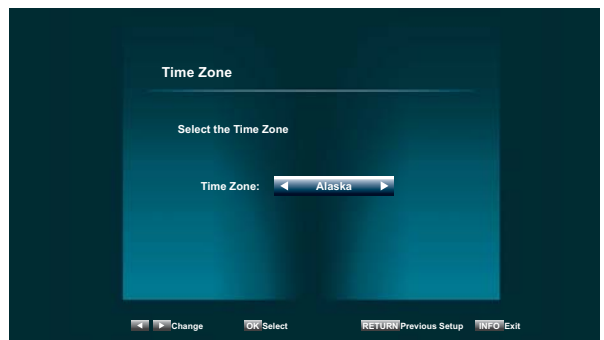 Time Zone
Select the Time Zone
Time Zone: ◀ Alaska ▶
◀ ▶ Change OK Select RETURN Previous Setup INFO Exit